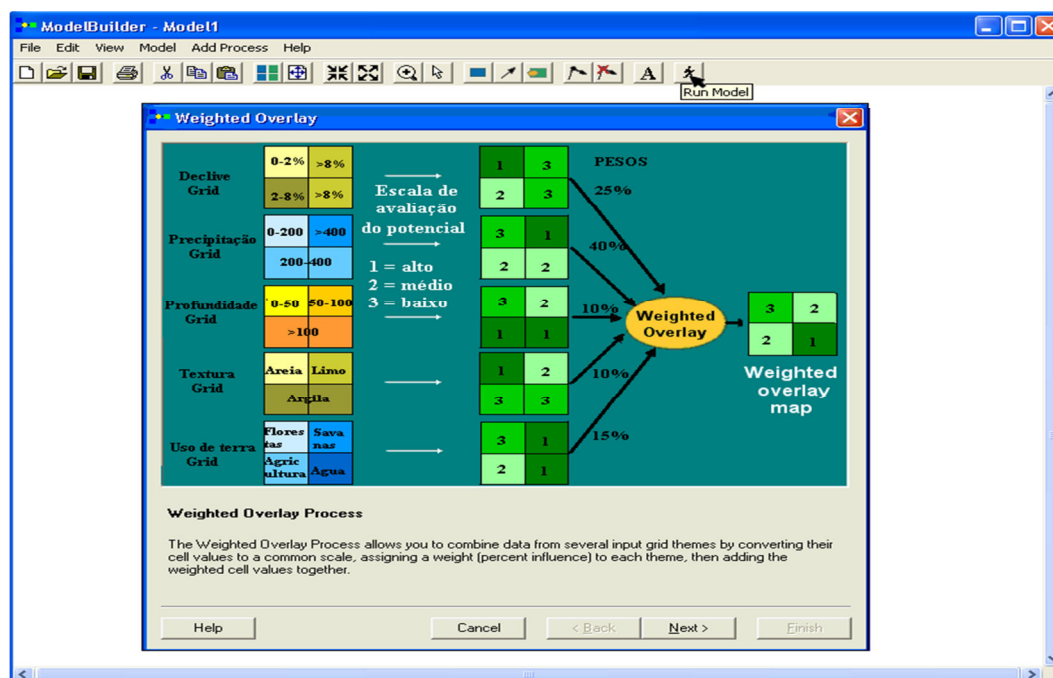 ModelBuilder - Model1
File Edit View Model Add Process Help
A
Run Model
Weighted Overlay
Declive
Grid
0-2% >8%
2-8% >8%
Escala de
avaliação
do potencial
1 = alto
2 = médio
3 = baixo
1 3
2 3
PESOS
25%
Precipitação
Grid
0-200 >400
200-400
3 1
2 2
40%
Profundidade
Grid
0-50 50-100
>100
3 2
1 1
10%
Weighted
Overlay
3 2
2 1
Weighted
overlay
map
Textura
Grid
Areia Limo
Argila
1 2
3 3
10%
Uso de terra
Grid
Flores
tas
Sava
nas
Agric
ultura
Agua
3 1
2 1
15%
Weighted Overlay Process
The Weighted Overlay Process allows you to combine data from several input grid themes by converting their
cell values to a common scale, assigning a weight (percent influence) to each theme, then adding the
weighted cell values together.
Help Cancel < Back Next > Finish